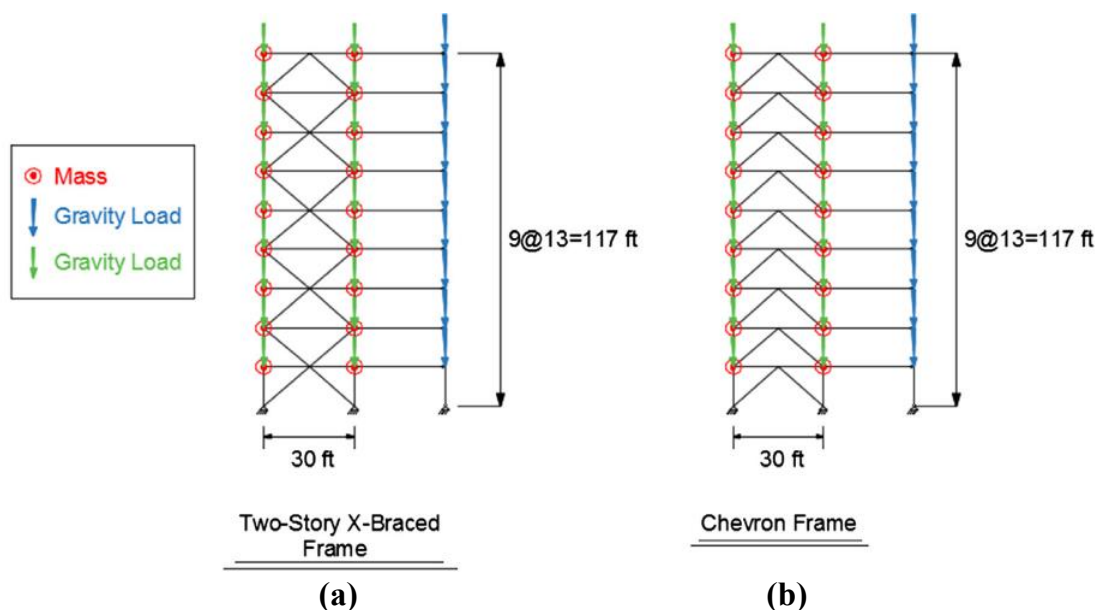 Mass
Gravity Load
Gravity Load
9@13=117 ft
30 ft
Two-Story X-Braced
Frame
(a)
9@13=117 ft
30 ft
Chevron Frame
(b)